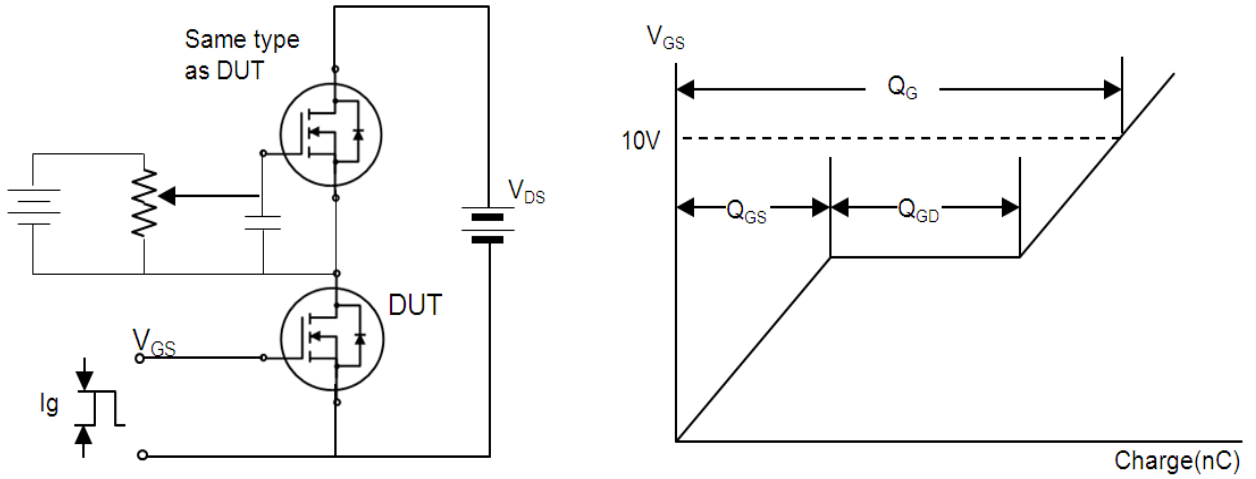 Same type
as DUT
V_DS
DUT
V_GS
Ig
V_GS
Q_G
10V
Q_GS
Q_GD
Charge(nC)